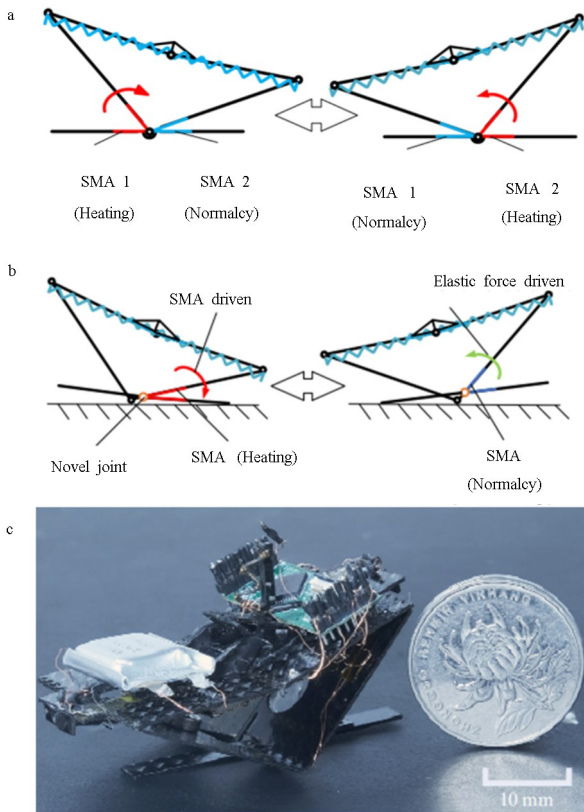 a
SMA 1
(Heating)
SMA 2
(Normalcy)
SMA 1
(Normalcy)
SMA 2
(Heating)
b
SMA driven
Elastic force driven
Novel joint
SMA (Heating)
SMA
(Normalcy)
c
10 mm